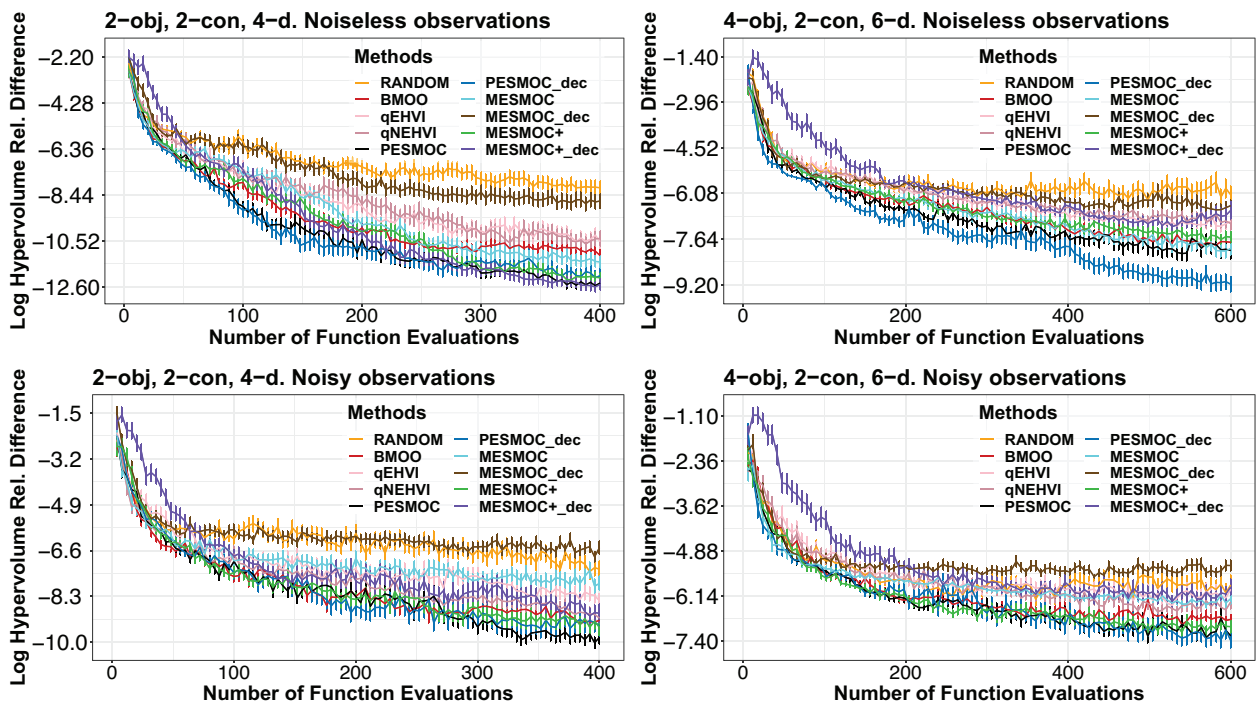 2−obj, 2−con, 4−d. Noiseless observations
Log Hypervolume Rel. Difference
−2.20
−4.28
−6.36
−8.44
−10.52
−12.60
Methods
RANDOM
BMOO
qEHVI
qNEHVI
PESMOC
PESMOC_dec
MESMOC
MESMOC_dec
MESMOC+
MESMOC+_dec
0
100
200
300
400
Number of Function Evaluations
4−obj, 2−con, 6−d. Noiseless observations
Log Hypervolume Rel. Difference
−1.40
−2.96
−4.52
−6.08
−7.64
−9.20
Methods
RANDOM
BMOO
qEHVI
qNEHVI
PESMOC
PESMOC_dec
MESMOC
MESMOC_dec
MESMOC+
MESMOC+_dec
0
200
400
600
Number of Function Evaluations
2−obj, 2−con, 4−d. Noisy observations
Log Hypervolume Rel. Difference
−1.5
−3.2
−4.9
−6.6
−8.3
−10.0
Methods
RANDOM
BMOO
qEHVI
qNEHVI
PESMOC
PESMOC_dec
MESMOC
MESMOC_dec
MESMOC+
MESMOC+_dec
0
100
200
300
400
Number of Function Evaluations
4−obj, 2−con, 6−d. Noisy observations
Log Hypervolume Rel. Difference
−1.10
−2.36
−3.62
−4.88
−6.14
−7.40
Methods
RANDOM
BMOO
qEHVI
qNEHVI
PESMOC
PESMOC_dec
MESMOC
MESMOC_dec
MESMOC+
MESMOC+_dec
0
200
400
600
Number of Function Evaluations